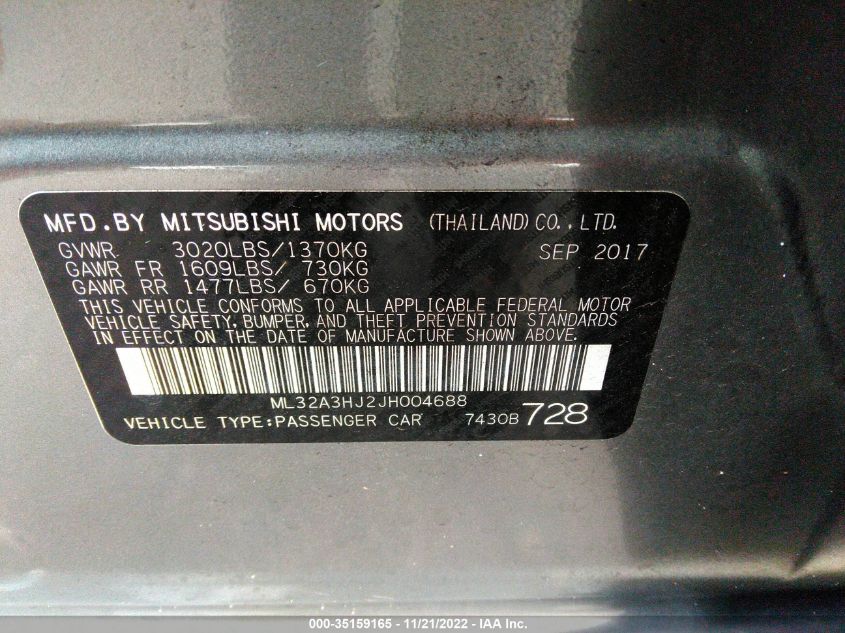 MFD.BY MITSUBISHI MOTORS (THAILAND) CO., LTD.
GVWR 3020LBS/1370KG SEP 2017
GAWR FR 1609LBS/ 730KG
GAWR RR 1477LBS/ 670KG
THIS VEHICLE CONFORMS TO ALL APPLICABLE FEDERAL MOTOR
VEHICLE SAFETY, BUMPER, AND THEFT PREVENTION STANDARDS
IN EFFECT ON THE DATE OF MANUFACTURE SHOWN ABOVE.
ML32A3HJ2JH004688
VEHICLE TYPE:PASSENGER CAR 7430B 728
000-35159165 - 11/21/2022 - IAA Inc.